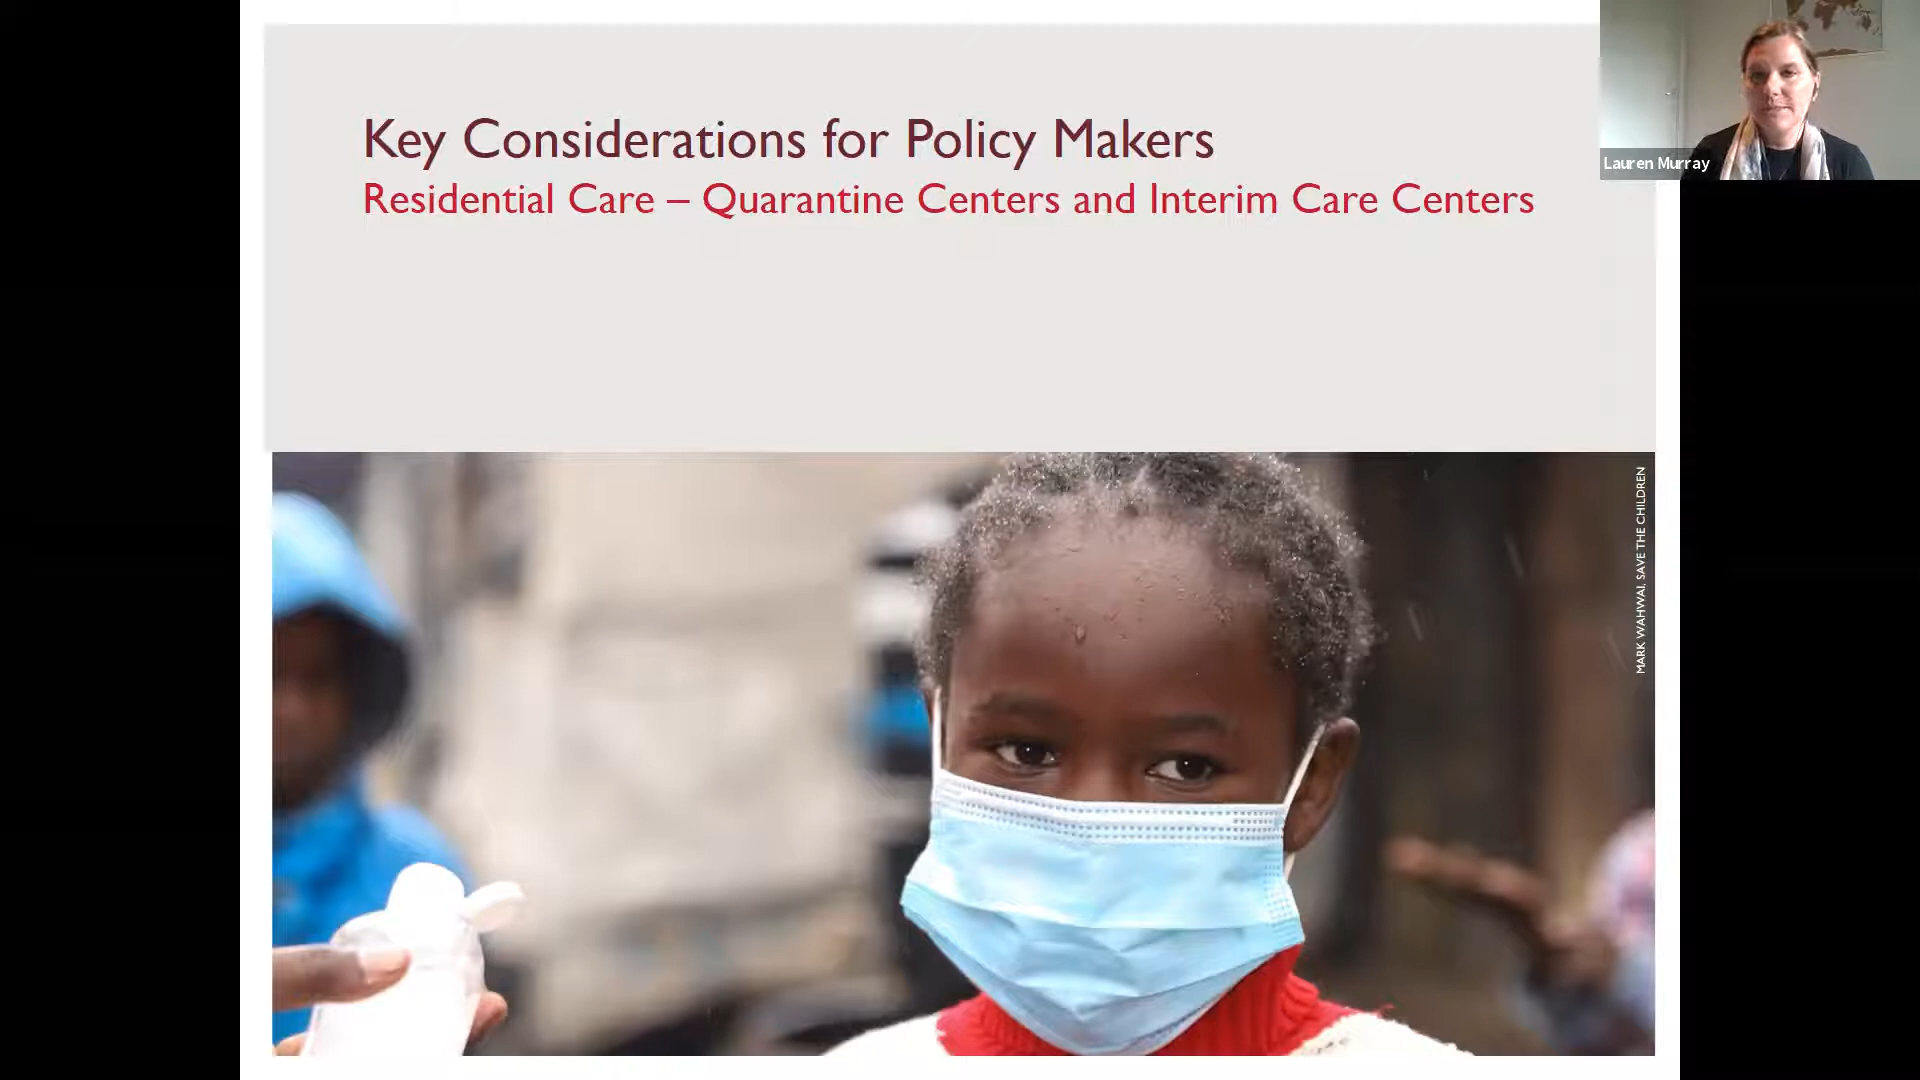 Key Considerations for Policy Makers
Residential Care – Quarantine Centers and Interim Care Centers
Lauren Murray
MARK WAHWAI, SAVE THE CHILDREN